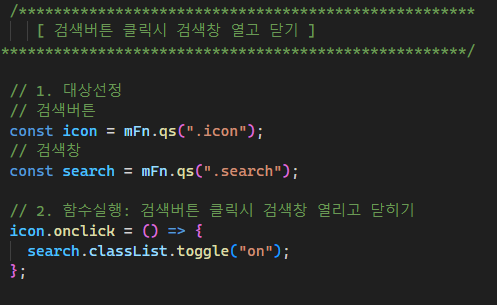 /****************************************************
[ 검색버튼 클릭시 검색창 열고 닫기 ]
*****************************************************/
// 1. 대상선정
// 검색버튼
const icon = mFn.qs(".icon");
// 검색창
const search = mFn.qs(".search");
// 2. 함수실행: 검색버튼 클릭시 검색창 열리고 닫히기
icon.onclick = () => {
search.classList.toggle("on");
};